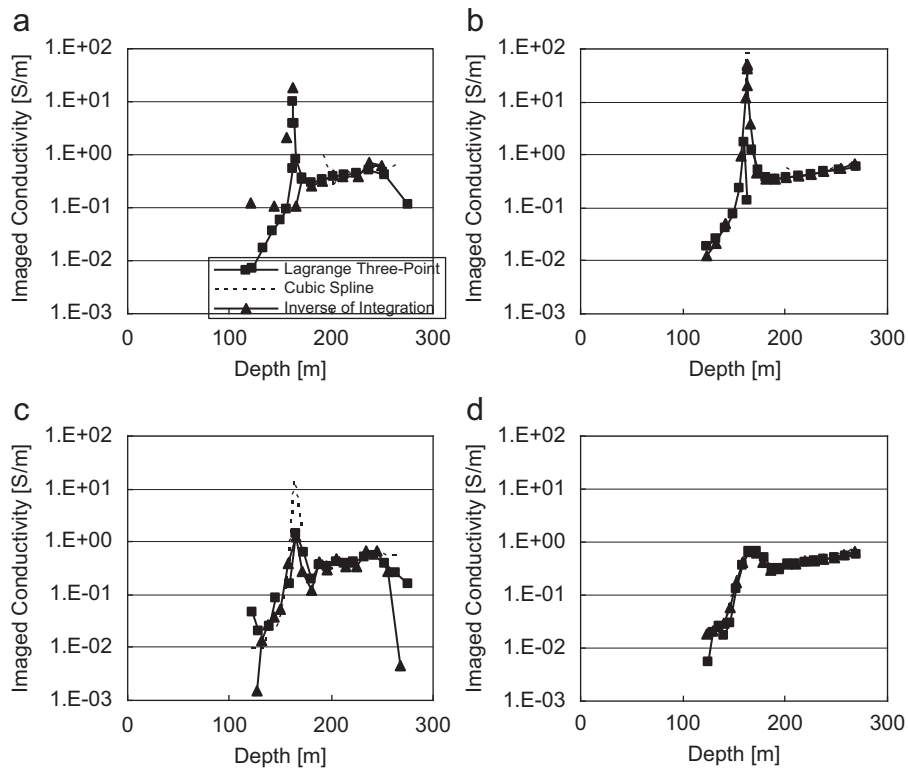 a
Imaged Conductivity [S/m]
1.E+02
1.E+01
1.E+00
1.E-01
1.E-02
1.E-03
Lagrange Three-Point
Cubic Spline
Inverse of Integration
0
100
200
300
Depth [m]
b
Imaged Conductivity [S/m]
1.E+02
1.E+01
1.E+00
1.E-01
1.E-02
1.E-03
0
100
200
300
Depth [m]
c
Imaged Conductivity [S/m]
1.E+02
1.E+01
1.E+00
1.E-01
1.E-02
1.E-03
0
100
200
300
Depth [m]
d
Imaged Conductivity [S/m]
1.E+02
1.E+01
1.E+00
1.E-01
1.E-02
1.E-03
0
100
200
300
Depth [m]